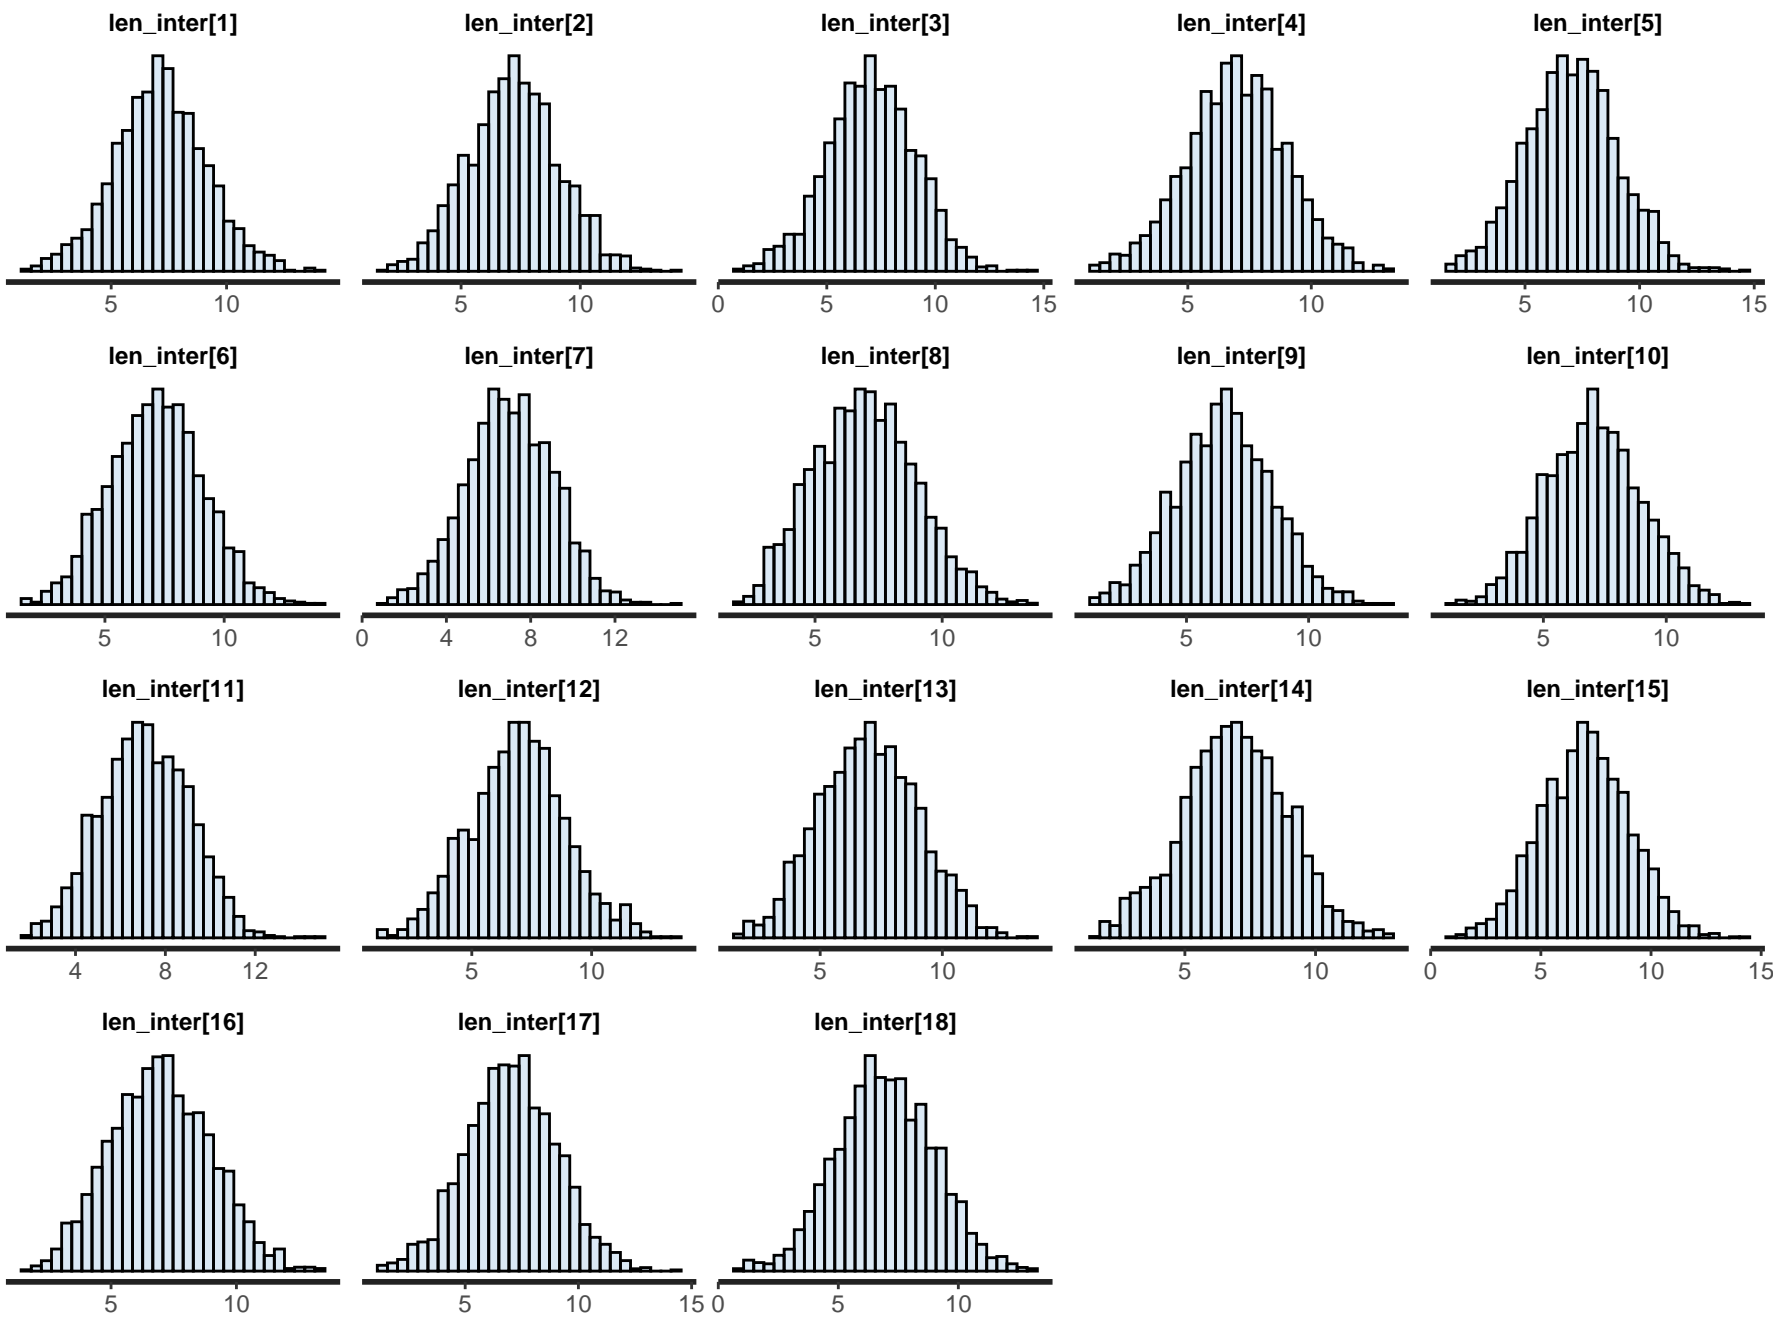 len_inter[1] len_inter[2] len_inter[3] len_inter[4] len_inter[5]
5 10 5 10 0 5 10 15 5 10 5 10 15
len_inter[6] len_inter[7] len_inter[8] len_inter[9] len_inter[10]
5 10 0 4 8 12 5 10 5 10 5 10
len_inter[11] len_inter[12] len_inter[13] len_inter[14] len_inter[15]
4 8 12 5 10 5 10 5 10 0 5 10 15
len_inter[16] len_inter[17] len_inter[18]
5 10 5 10 15 0 5 10